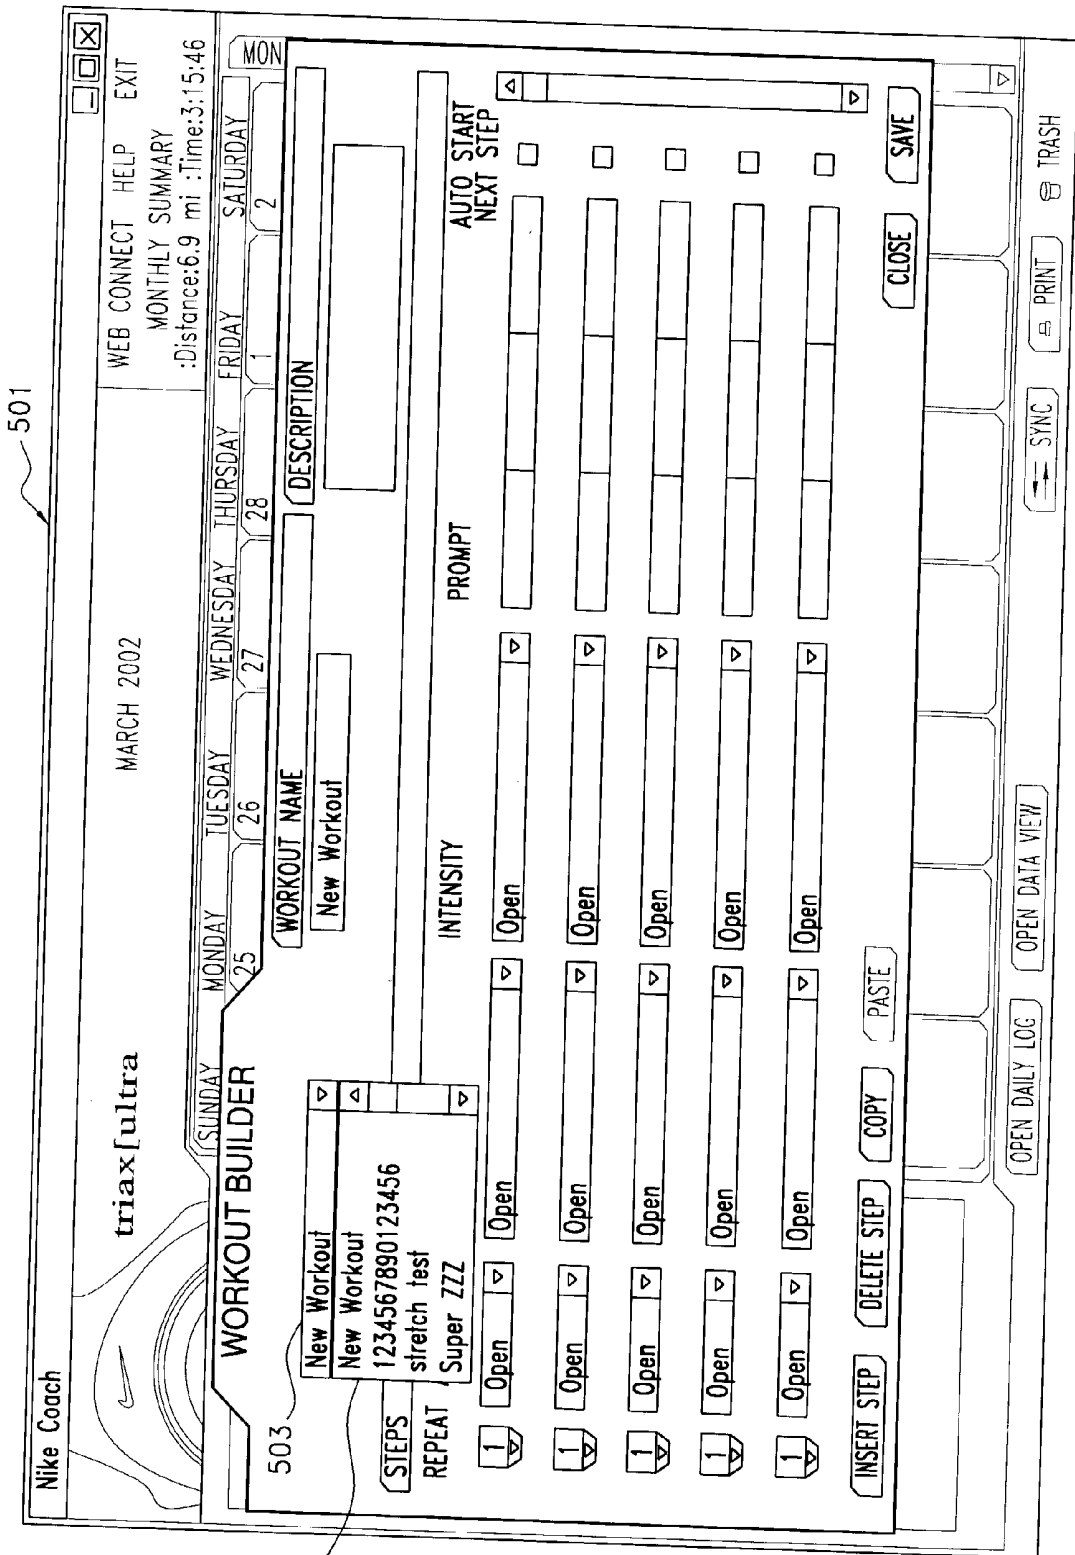 501
Nike Coach
triax[ultra
MARCH 2002
WEB CONNECT HELP EXIT
MONTHLY SUMMARY
:Distance:6.9 mi :Time:3:15:46
SUNDAY MONDAY TUESDAY WEDNESDAY THURSDAY FRIDAY SATURDAY
25 26 27 28 1 2 MON
WORKOUT BUILDER
503
New Workout
New Workout
1234567890123456
stretch test
Super ZZZ
WORKOUT NAME
New Workout
DESCRIPTION
STEPS
REPEAT INTENSITY PROMPT AUTO START
NEXT STEP
1 Open Open Open
1 Open Open Open
1 Open Open Open
1 Open Open Open
1 Open Open Open
INSERT STEP DELETE STEP COPY PASTE CLOSE SAVE
OPEN DAILY LOG OPEN DATA VIEW SYNC PRINT TRASH